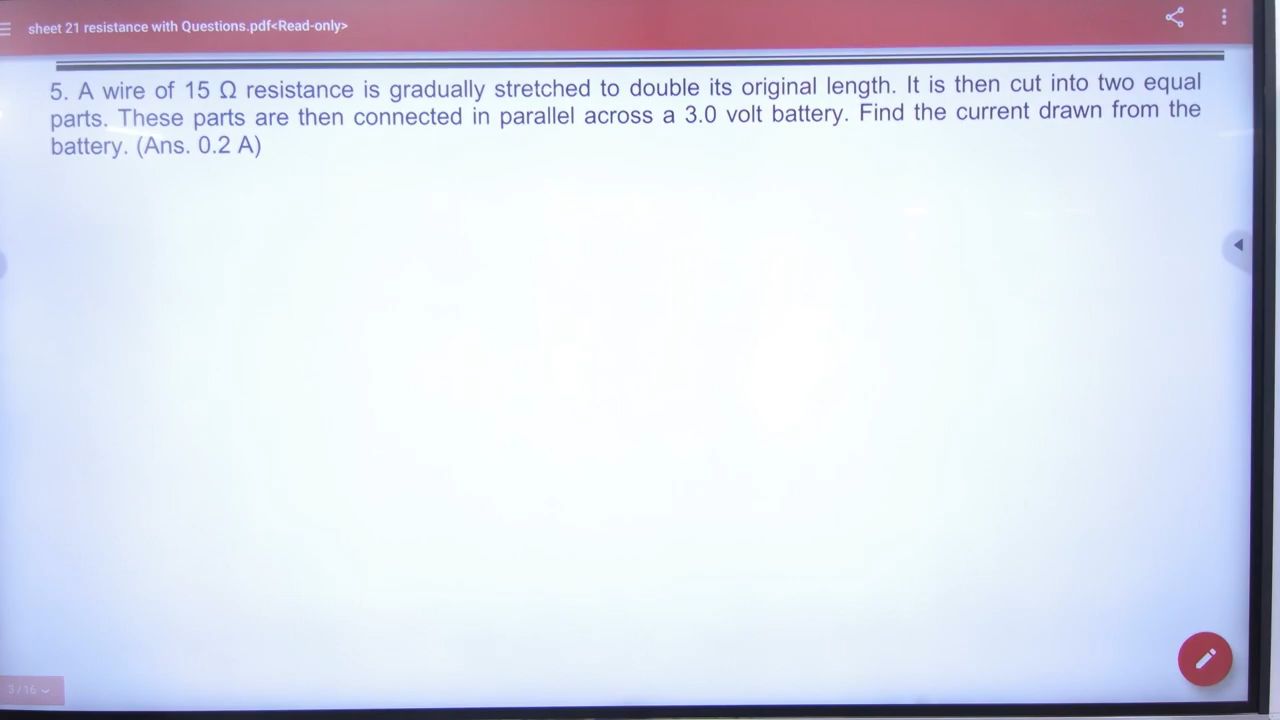 sheet 21 resistance with Questions.pdf<Read-only>
5. A wire of 15 Ω resistance is gradually stretched to double its original length. It is then cut into two equal
parts. These parts are then connected in parallel across a 3.0 volt battery. Find the current drawn from the
battery. (Ans. 0.2 A)
3/16